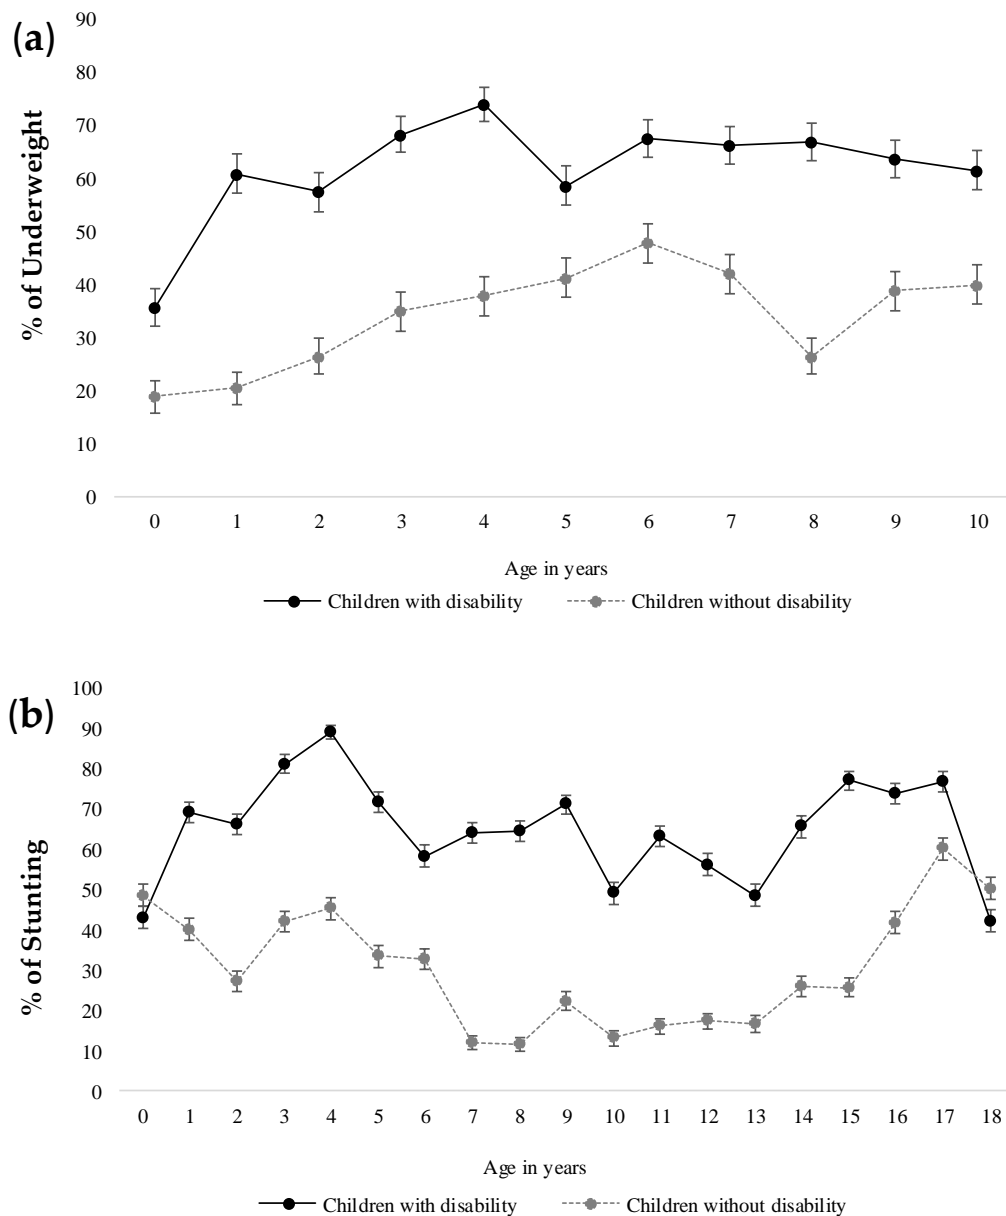 (a)
% of Underweight
90
80
70
60
50
40
30
20
10
0
0 1 2 3 4 5 6 7 8 9 10
Age in years
Children with disability Children without disability
(b)
% of Stunting
100
90
80
70
60
50
40
30
20
10
0
0 1 2 3 4 5 6 7 8 9 10 11 12 13 14 15 16 17 18
Age in years
Children with disability Children without disability